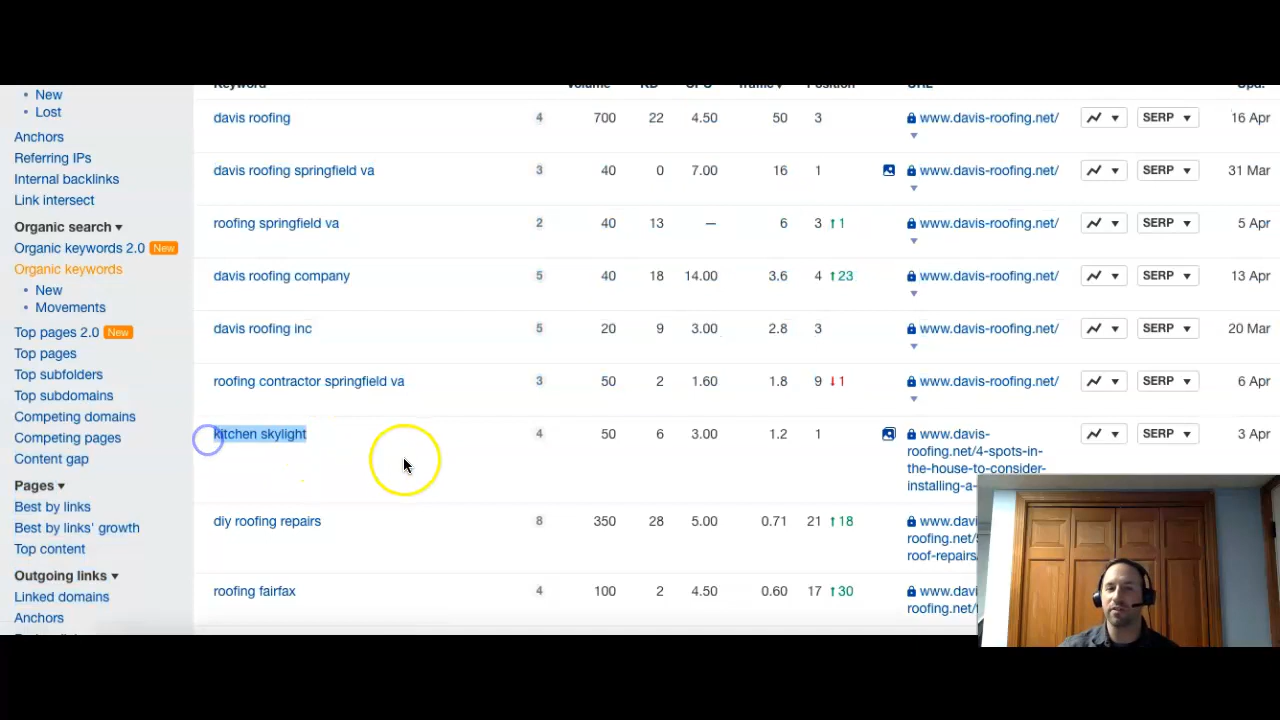 New
Lost
Anchors
Referring IPs
Internal backlinks
Link intersect
Organic search
Organic keywords 2.0 New
Organic keywords
New
Movements
Top pages 2.0 New
Top pages
Top subfolders
Top subdomains
Competing domains
Competing pages
Content gap
Pages
Best by links
Best by links' growth
Top content
Outgoing links
Linked domains
Anchors
Keyword Volume KD CPC Traffic Position URL Upd.
davis roofing 4 700 22 4.50 50 3 www.davis-roofing.net/ SERP 16 Apr
davis roofing springfield va 3 40 0 7.00 16 1 www.davis-roofing.net/ SERP 31 Mar
roofing springfield va 2 40 13 — 6 3 ↑1 www.davis-roofing.net/ SERP 5 Apr
davis roofing company 5 40 18 14.00 3.6 4 ↑23 www.davis-roofing.net/ SERP 13 Apr
davis roofing inc 5 20 9 3.00 2.8 3 www.davis-roofing.net/ SERP 20 Mar
roofing contractor springfield va 3 50 2 1.60 1.8 9 ↓1 www.davis-roofing.net/ SERP 6 Apr
kitchen skylight 4 50 6 3.00 1.2 1 www.davis- SERP 3 Apr
roofing.net/4-spots-in-
the-house-to-consider-
installing-a-
diy roofing repairs 8 350 28 5.00 0.71 21 ↑18 www.davi
roofing.net/
roof-repairs/
roofing fairfax 4 100 2 4.50 0.60 17 ↑30 www.davi
roofing.net/